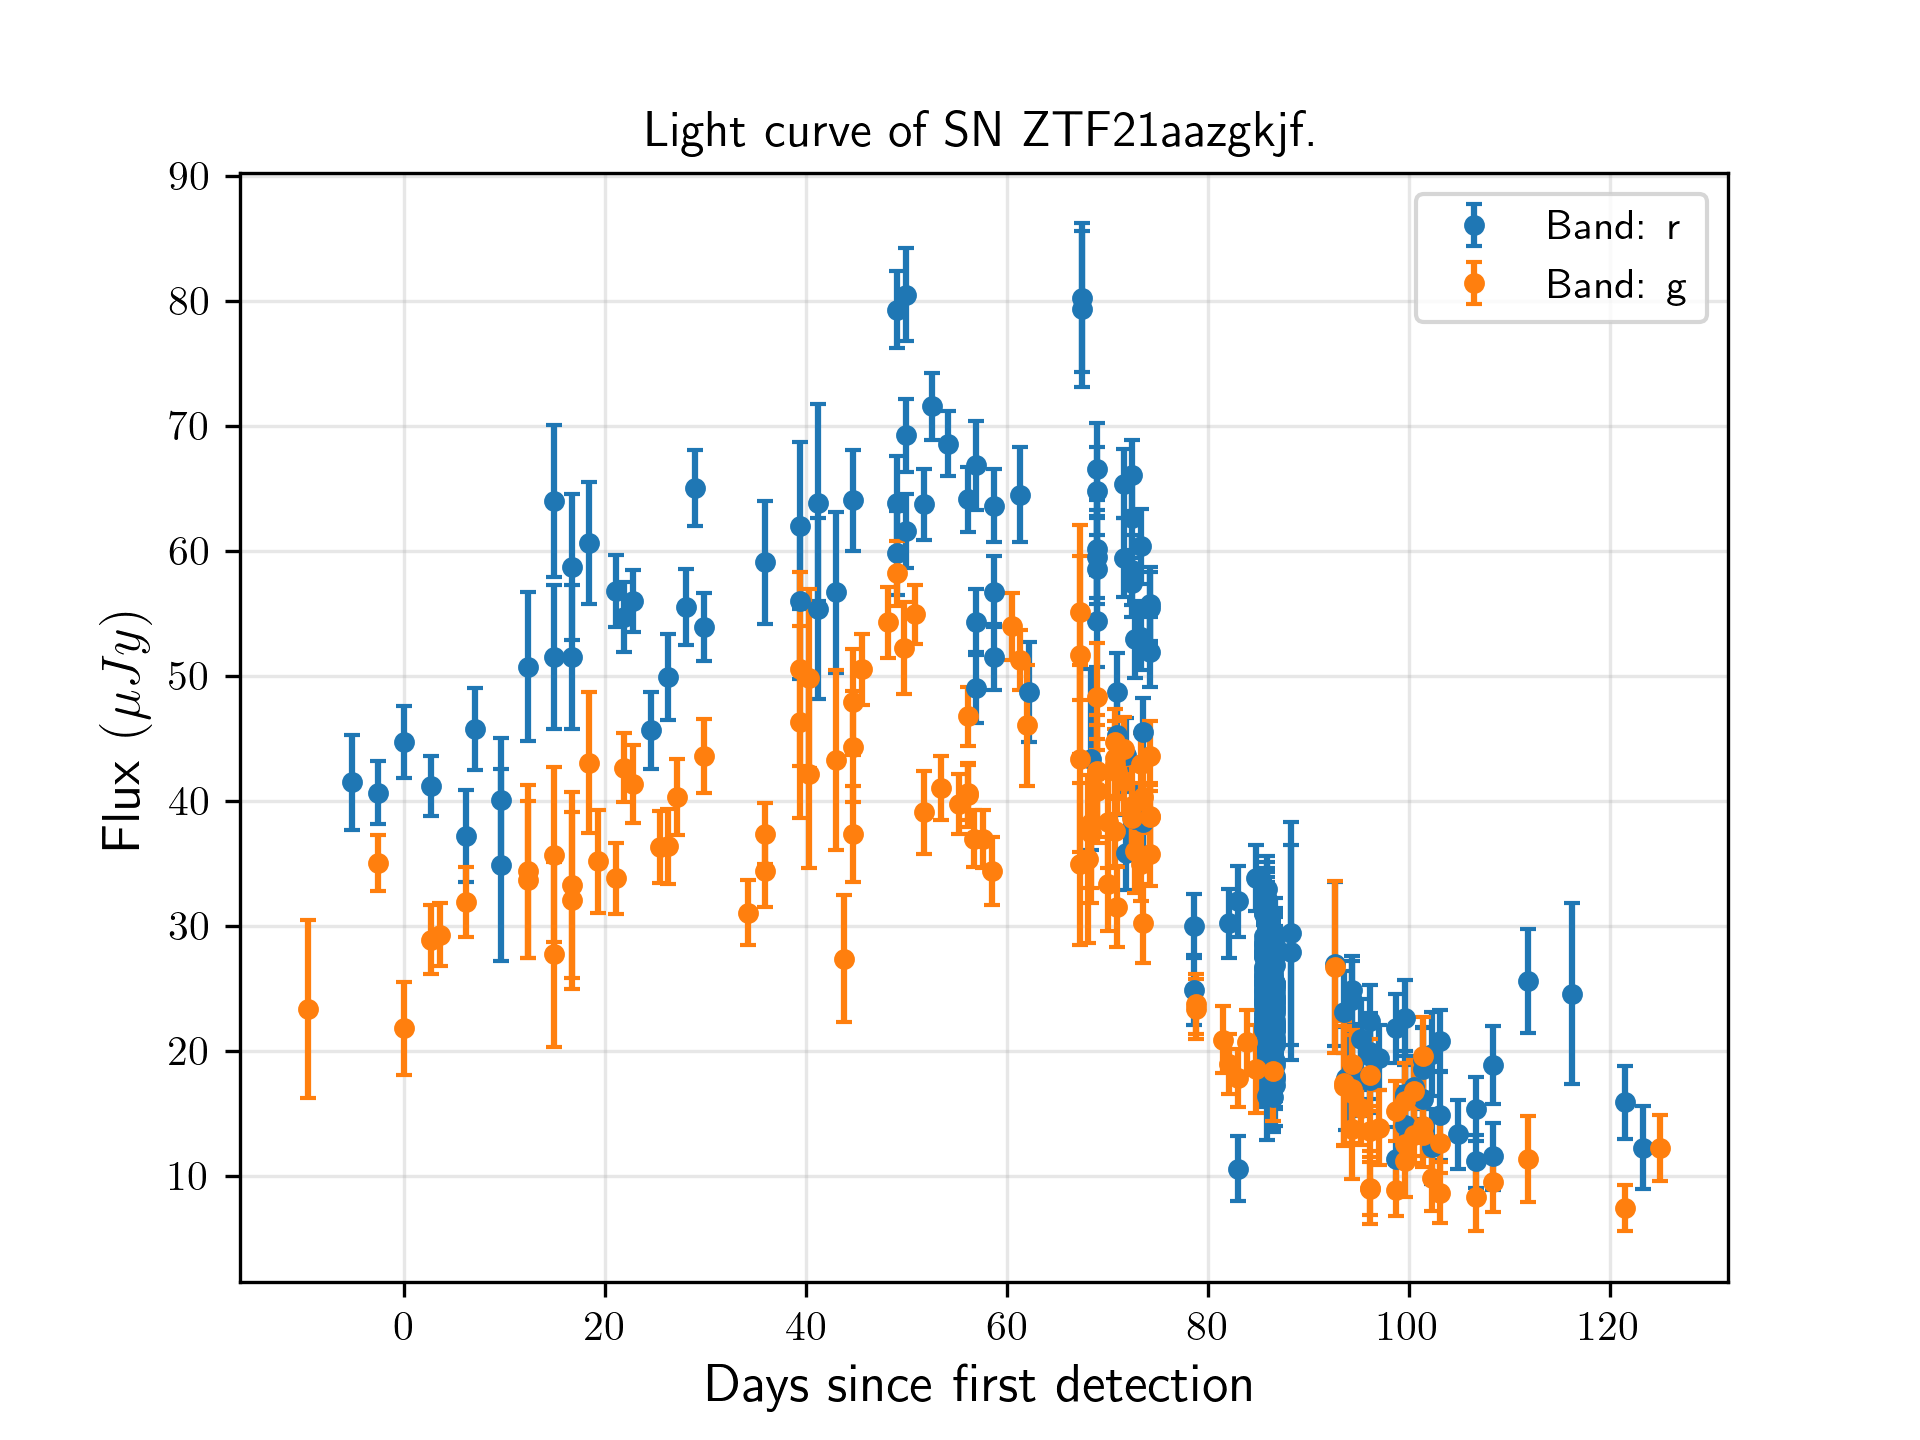 Light curve of SN ZTF21aazgkjf.
90
80
70
60
50
40
30
20
10
Flux (μJy)
Band: r
Band: g
0 20 40 60 80 100 120
Days since first detection